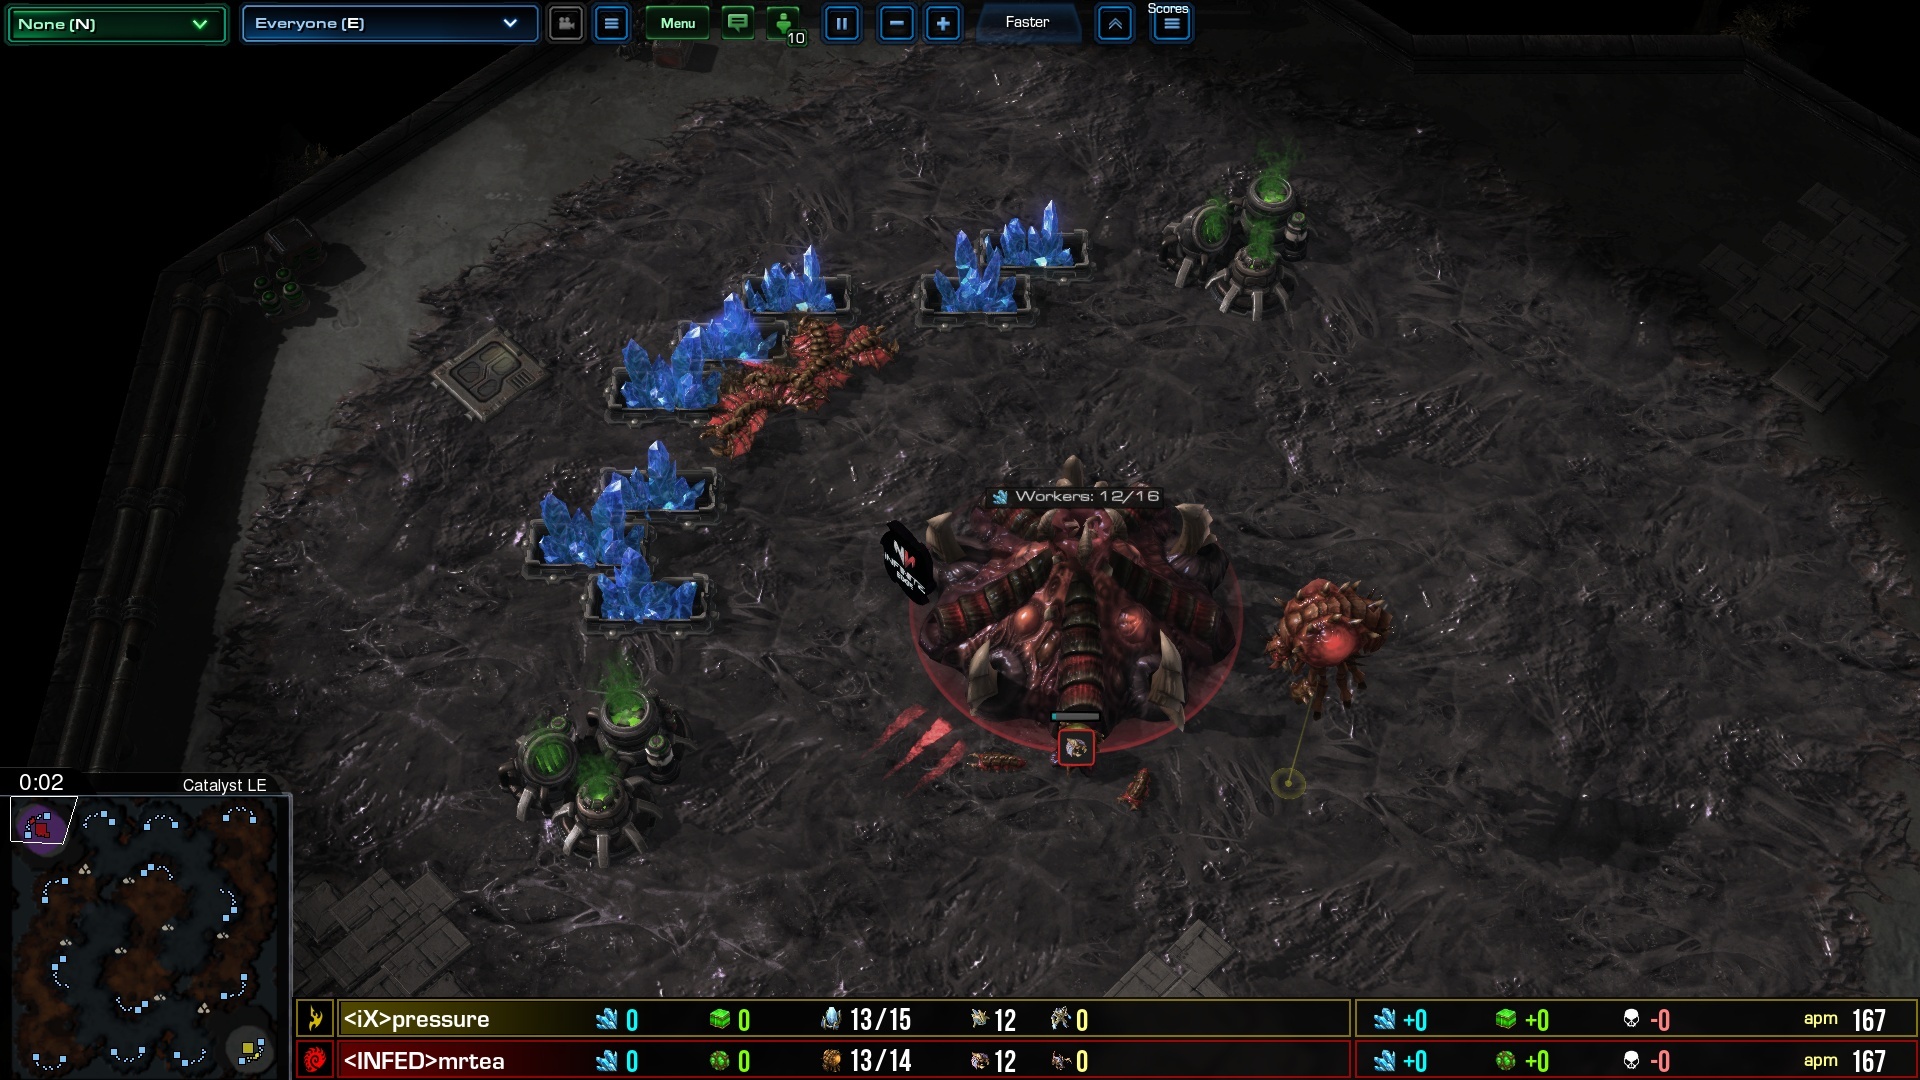 None (N)
Everyone (E)
Menu
10
Faster
Scores
Workers: 12/16
INFINITE
EDGE
0:02
Catalyst LE
<iX>pressure 0 0 13/15 12 0 +0 +0 -0 apm 167
<INFED>mrtea 0 0 13/14 12 0 +0 +0 -0 apm 167